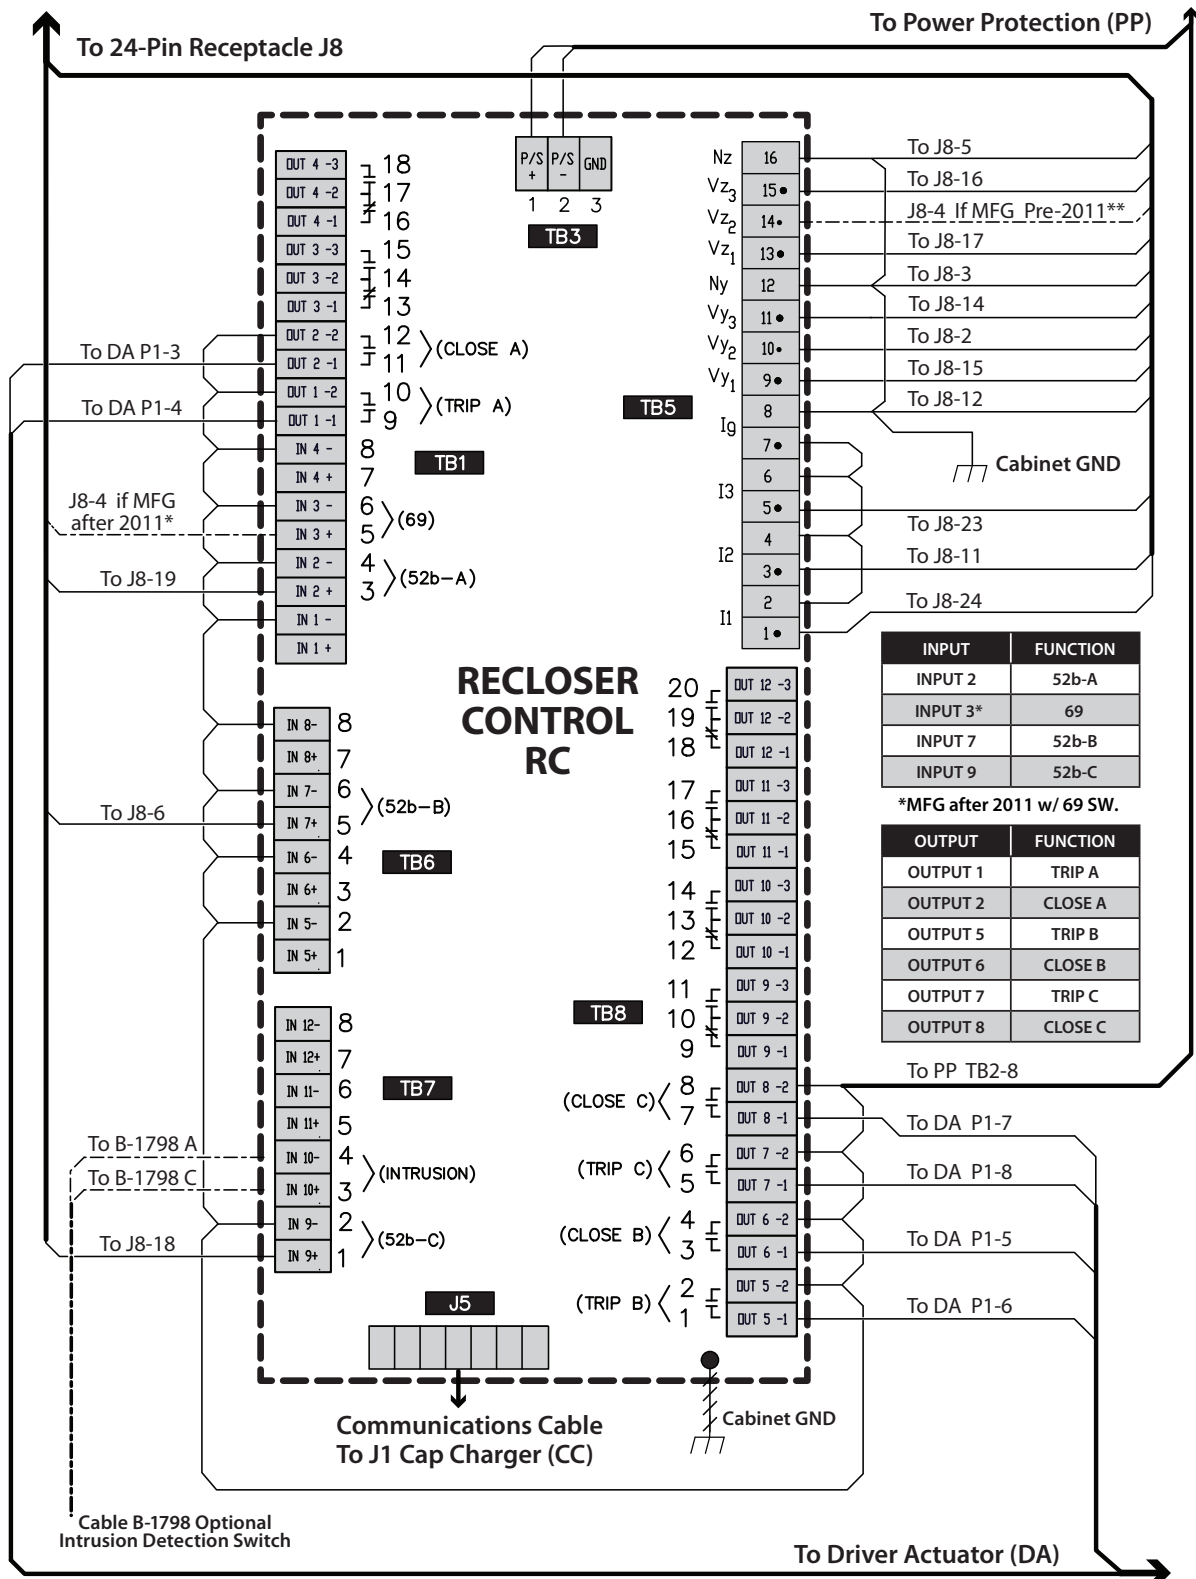 To Power Protection (PP)
To 24-Pin Receptacle J8
P/S +
P/S -
GND
1 2 3
TB3
OUT 4 -3 18
OUT 4 -2 17
OUT 4 -1 16
OUT 3 -3 15
OUT 3 -2 14
OUT 3 -1 13
OUT 2 -2 12
OUT 2 -1 11
(CLOSE A)
To DA P1-3
OUT 1 -2 10
OUT 1 -1 9
(TRIP A)
To DA P1-4
IN 4 - 8
IN 4 + 7
TB1
IN 3 - 6
IN 3 + 5
(69)
J8-4 if MFG
after 2011*
IN 2 - 4
IN 2 + 3
(52b-A)
To J8-19
IN 1 -
IN 1 +
Nz 16 To J8-5
Vz3 15 To J8-16
Vz2 14 J8-4 If MFG Pre-2011**
Vz1 13 To J8-17
Ny 12 To J8-3
Vy3 11 To J8-14
Vy2 10 To J8-2
Vy1 9 To J8-15
8 To J8-12
Ig
7
TB5
Cabinet GND
6
I3
5 To J8-23
4
I2
3 To J8-11
2
I1
1 To J8-24
RECLOSER
CONTROL
RC
INPUT FUNCTION
INPUT 2 52b-A
INPUT 3* 69
INPUT 7 52b-B
INPUT 9 52b-C
*MFG after 2011 w/ 69 SW.
OUTPUT FUNCTION
OUTPUT 1 TRIP A
OUTPUT 2 CLOSE A
OUTPUT 5 TRIP B
OUTPUT 6 CLOSE B
OUTPUT 7 TRIP C
OUTPUT 8 CLOSE C
IN 8- 8
IN 8+ 7
IN 7- 6
IN 7+ 5
(52b-B)
To J8-6
IN 6- 4
IN 6+ 3
IN 5- 2
IN 5+ 1
TB6
IN 12- 8
IN 12+ 7
IN 11- 6
IN 11+ 5
TB7
To B-1798 A
IN 10- 4
To B-1798 C
IN 10+ 3
(INTRUSION)
IN 9- 2
IN 9+ 1
(52b-C)
To J8-18
20 OUT 12 -3
19 OUT 12 -2
18 OUT 12 -1
17 OUT 11 -3
16 OUT 11 -2
15 OUT 11 -1
14 OUT 10 -3
13 OUT 10 -2
12 OUT 10 -1
11 OUT 9 -3
10 OUT 9 -2
9 OUT 9 -1
TB8
(CLOSE C)
8 OUT 8 -2 To PP TB2-8
7 OUT 8 -1 To DA P1-7
(TRIP C)
6 OUT 7 -2
5 OUT 7 -1 To DA P1-8
(CLOSE B)
4 OUT 6 -2
3 OUT 6 -1 To DA P1-5
(TRIP B)
2 OUT 5 -2
1 OUT 5 -1 To DA P1-6
J5
Communications Cable
To J1 Cap Charger (CC)
Cabinet GND
Cable B-1798 Optional
Intrusion Detection Switch
To Driver Actuator (DA)